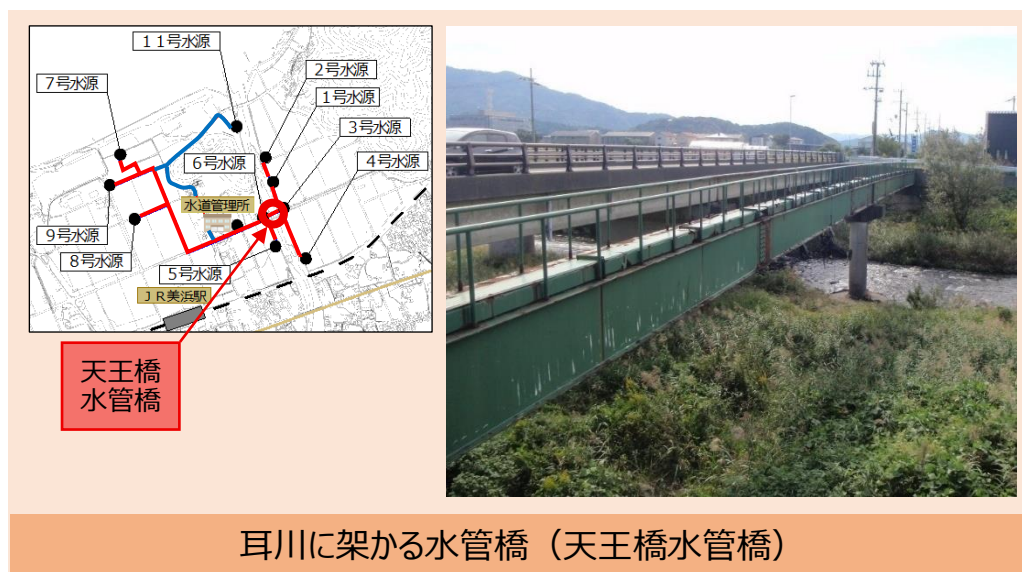 11号水源
7号水源
2号水源
1号水源
3号水源
6号水源
4号水源
水道管理所
9号水源
8号水源
5号水源
JR美浜駅
天王橋
水管橋
耳川に架かる水管橋(天王橋水管橋)